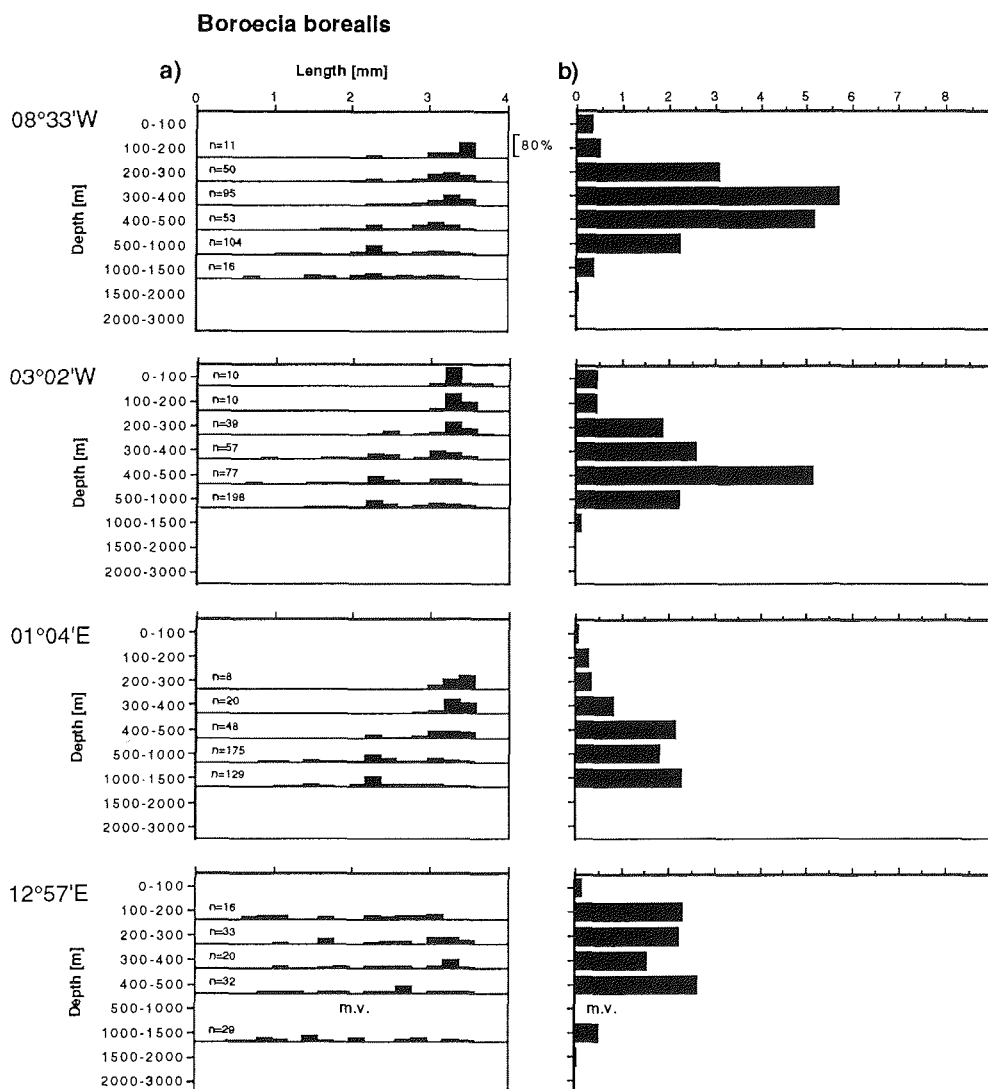 Boroecia borealis
a)
Length [mm]
b)
0 1 2 3 4
0 1 2 3 4 5 6 7 8
08°33'W
Depth [m]
0-100
100-200
200-300
300-400
400-500
500-1000
1000-1500
1500-2000
2000-3000
n=11
n=50
n=95
n=53
n=104
n=16
80%
03°02'W
Depth [m]
0-100
100-200
200-300
300-400
400-500
500-1000
1000-1500
1500-2000
2000-3000
n=10
n=10
n=39
n=57
n=77
n=198
01°04'E
Depth [m]
0-100
100-200
200-300
300-400
400-500
500-1000
1000-1500
1500-2000
2000-3000
n=8
n=20
n=48
n=175
n=129
12°57'E
Depth [m]
0-100
100-200
200-300
300-400
400-500
500-1000
1000-1500
1500-2000
2000-3000
n=16
n=33
n=20
n=32
m.v.
n=29
m.v.